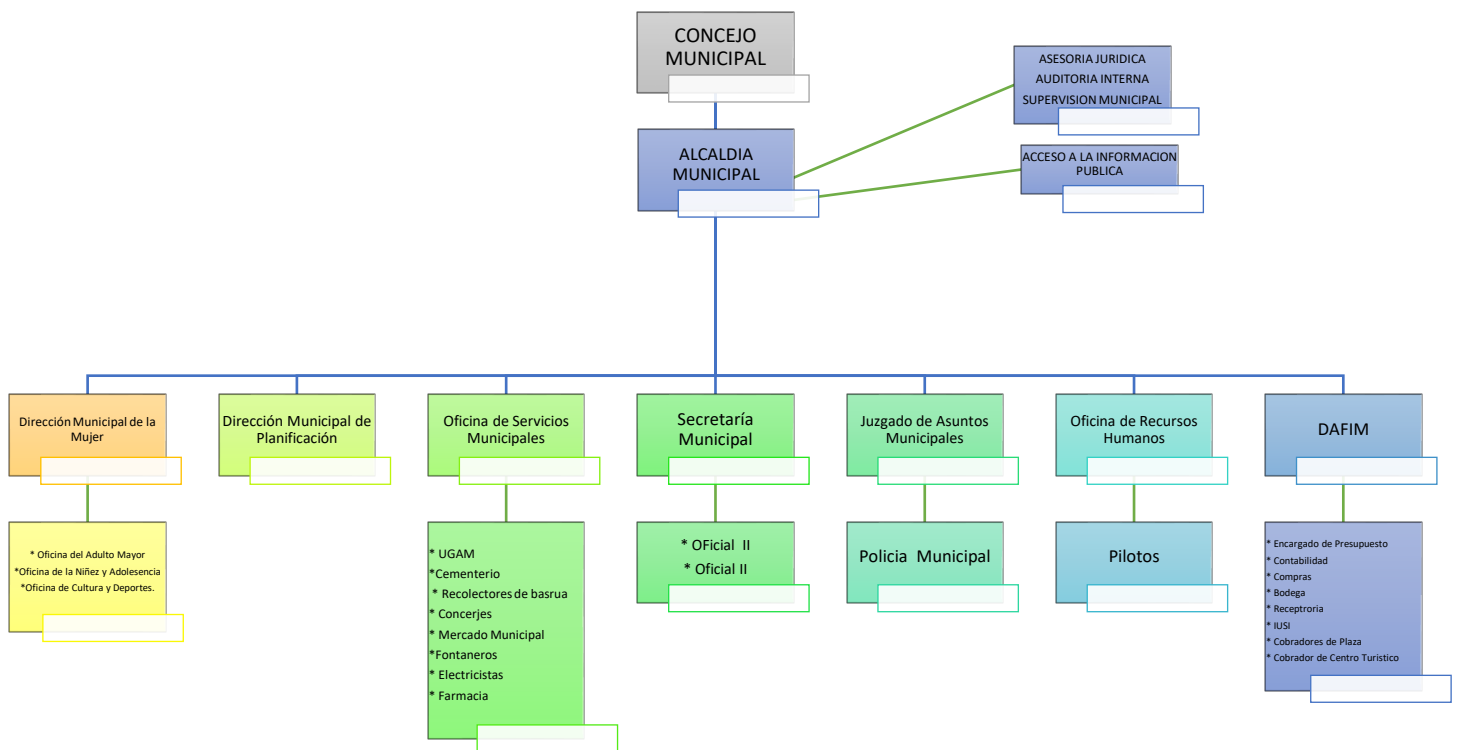 CONCEJO
MUNICIPAL
ASESORIA JURIDICA
AUDITORIA INTERNA
SUPERVISION MUNICIPAL
ALCALDIA
MUNICIPAL
ACCESO A LA INFORMACION
PUBLICA
Dirección Municipal de la
Mujer
Dirección Municipal de
Planificación
Oficina de Servicios
Municipales
Secretaría
Municipal
Juzgado de Asuntos
Municipales
Oficina de Recursos
Humanos
DAFIM
* Oficina del Adulto Mayor
*Oficina de la Niñez y Adolesencia
*Oficina de Cultura y Deportes.
* UGAM
*Cementerio
* Recolectores de basrua
* Concerjes
* Mercado Municipal
*Fontaneros
* Electricistas
* Farmacia
* OFicial II
* Oficial II
Policia Municipal
Pilotos
* Encargado de Presupuesto
* Contabilidad
* Compras
* Bodega
* Receptroria
* IUSI
* Cobradores de Plaza
* Cobrador de Centro Turistico